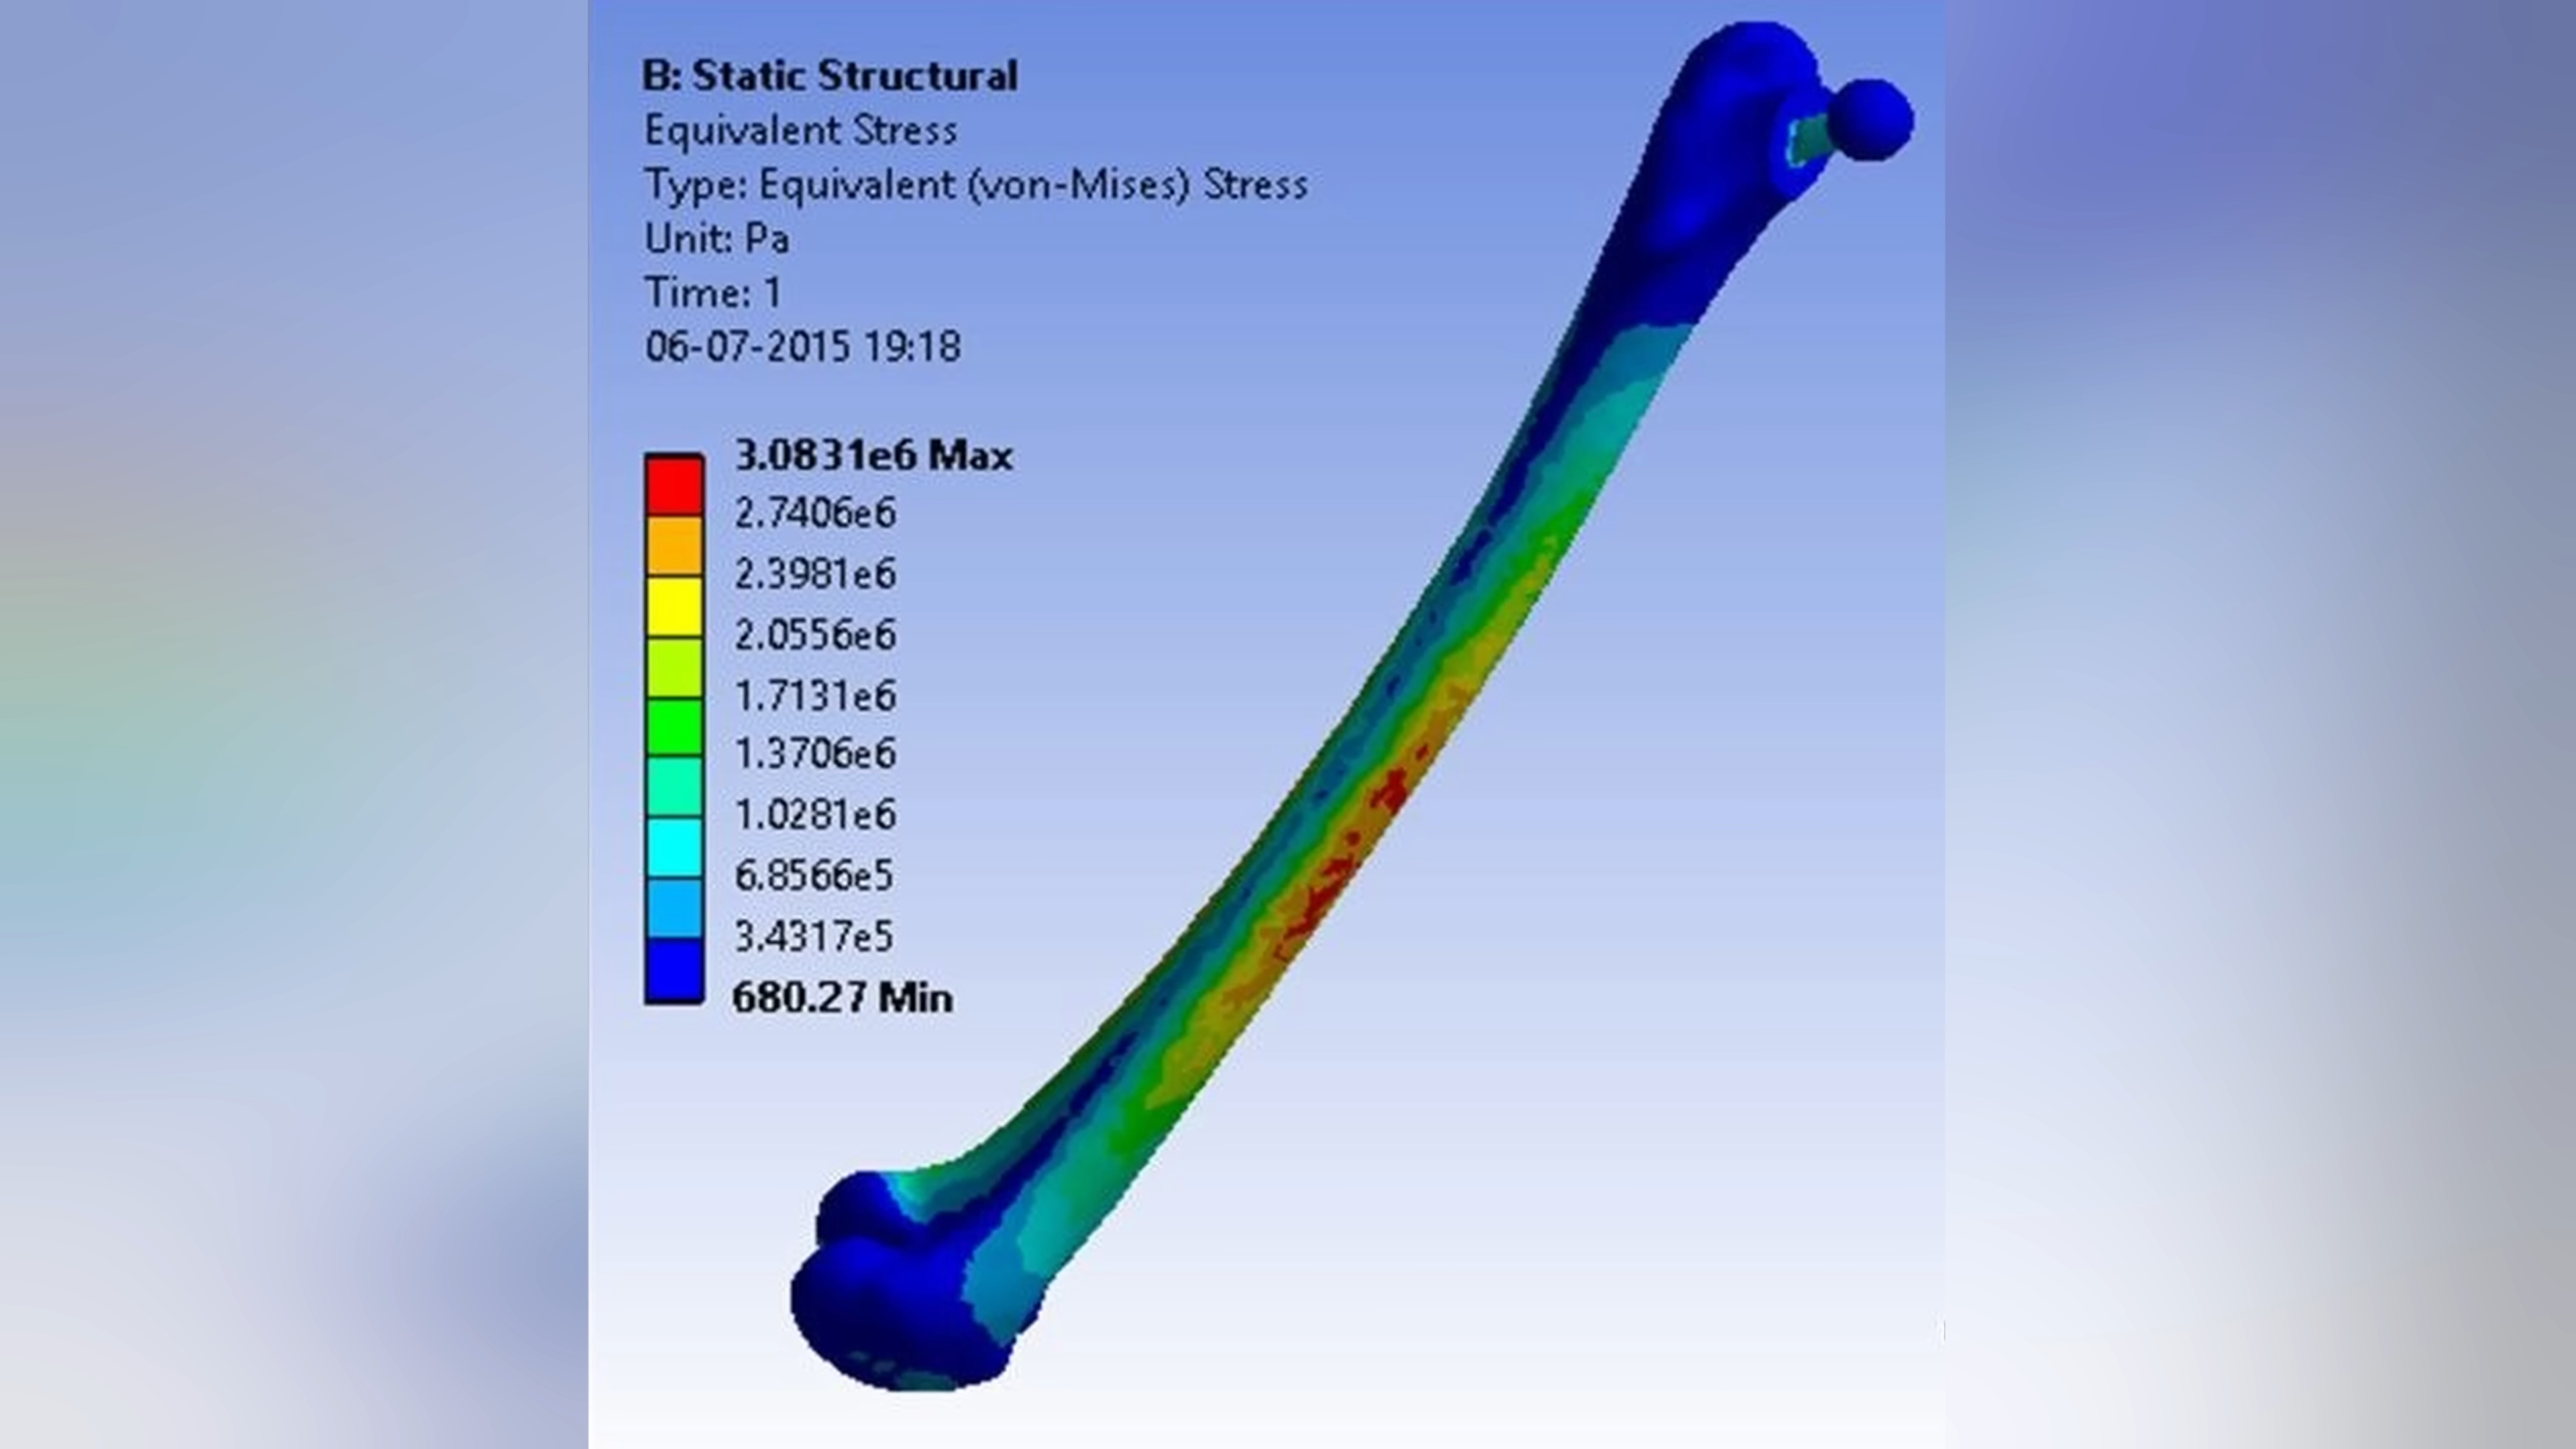 B: Static Structural
Equivalent Stress
Type: Equivalent (von-Mises) Stress
Unit: Pa
Time: 1
06-07-2015 19:18
3.0831e6 Max
2.7406e6
2.3981e6
2.0556e6
1.7131e6
1.3706e6
1.0281e6
6.8566e5
3.4317e5
680.27 Min